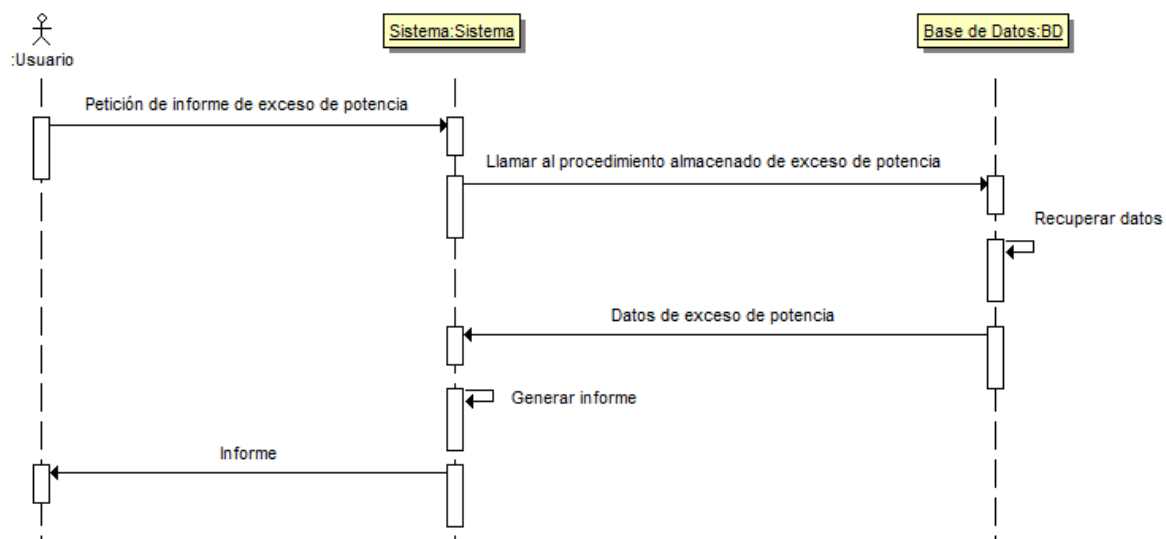 Sistema:Sistema
Base de Datos:BD
:Usuario
Petición de informe de exceso de potencia
Llamar al procedimiento almacenado de exceso de potencia
Recuperar datos
Datos de exceso de potencia
Generar informe
Informe